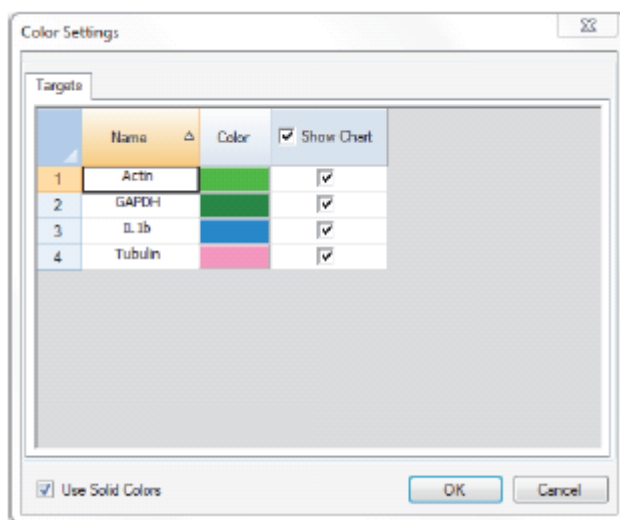 Color Settings
Targets
Name Color Show Chart
1 Actin
2 GAPDH
3 IL1b
4 Tubulin
Use Solid Colors OK Cancel